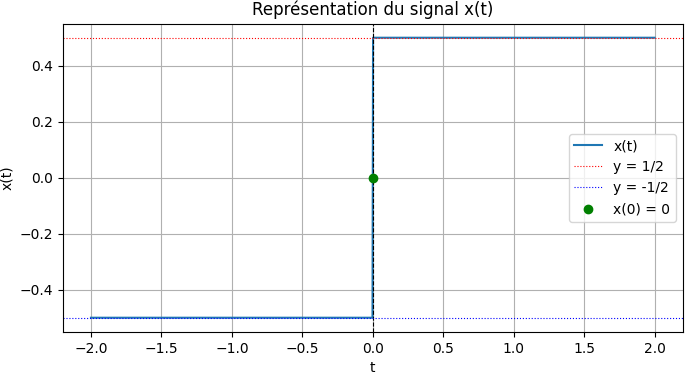 Représentation du signal x(t)
x(t)
0.4
0.2
0.0
−0.2
−0.4
x(t)
y = 1/2
y = -1/2
x(0) = 0
−2.0 −1.5 −1.0 −0.5 0.0 0.5 1.0 1.5 2.0
t